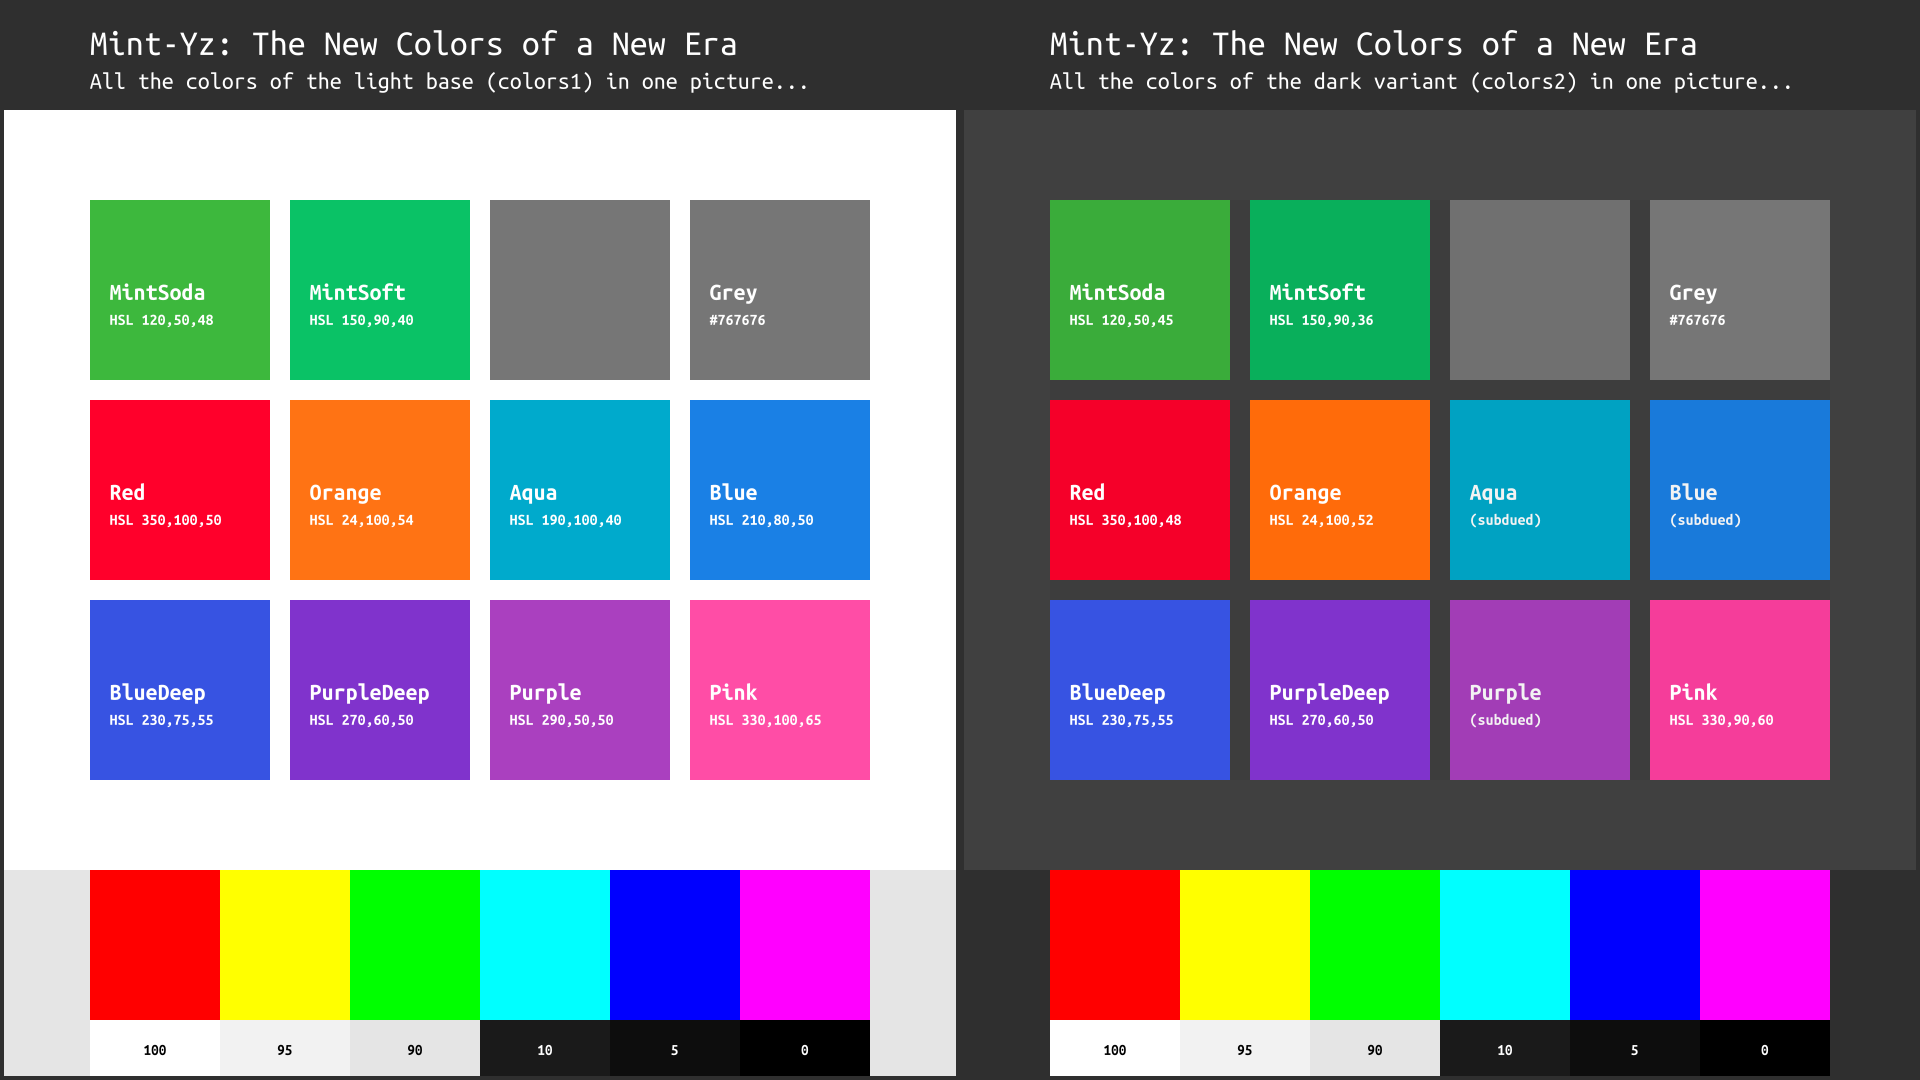 Mint-Yz: The New Colors of a New Era
All the colors of the light base (colors1) in one picture...
MintSoda
HSL 120,50,48
MintSoft
HSL 150,90,40
Grey
#767676
Red
HSL 350,100,50
Orange
HSL 24,100,54
Aqua
HSL 190,100,40
Blue
HSL 210,80,50
BlueDeep
HSL 230,75,55
PurpleDeep
HSL 270,60,50
Purple
HSL 290,50,50
Pink
HSL 330,100,65
100
95
90
10
5
0
Mint-Yz: The New Colors of a New Era
All the colors of the dark variant (colors2) in one picture...
MintSoda
HSL 120,50,45
MintSoft
HSL 150,90,36
Grey
#767676
Red
HSL 350,100,48
Orange
HSL 24,100,52
Aqua
(subdued)
Blue
(subdued)
BlueDeep
HSL 230,75,55
PurpleDeep
HSL 270,60,50
Purple
(subdued)
Pink
HSL 330,90,60
100
95
90
10
5
0